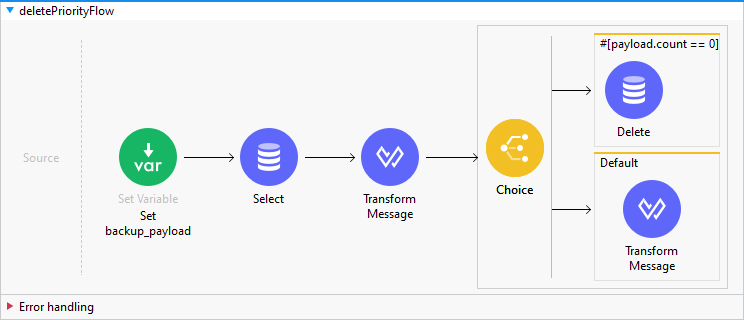 deletePriorityFlow
Source
var
Set Variable
Set
backup_payload
Select
Transform
Message
Choice
#[payload.count == 0]
Delete
Default
Transform
Message
Error handling